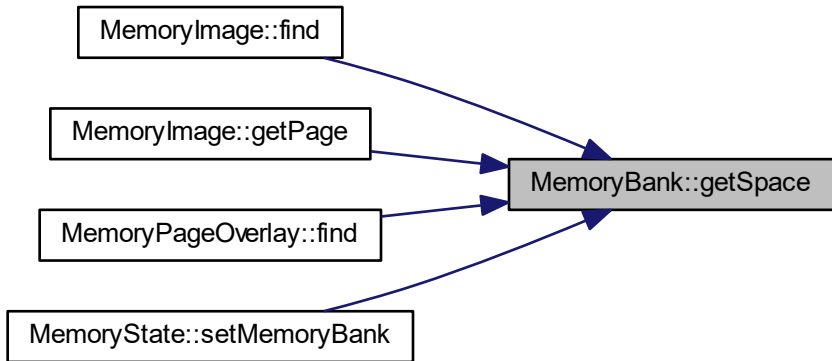 MemoryImage::find
MemoryImage::getPage
MemoryBank::getSpace
MemoryPageOverlay::find
MemoryState::setMemoryBank